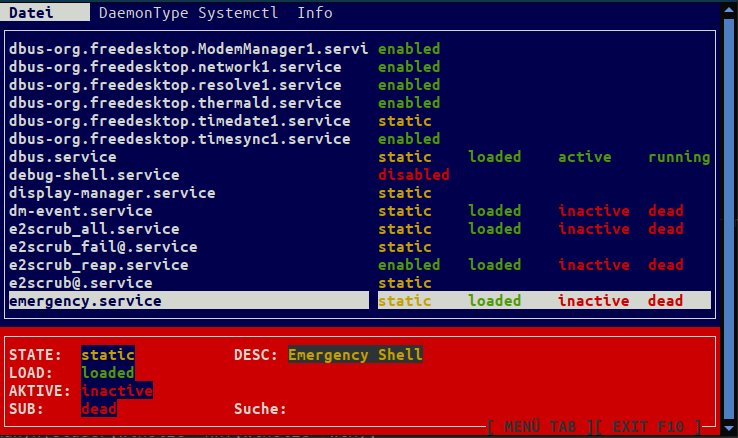 Datei DaemonType Systemctl Info
dbus-org.freedesktop.ModemManager1.servi enabled
dbus-org.freedesktop.network1.service enabled
dbus-org.freedesktop.resolve1.service enabled
dbus-org.freedesktop.thermald.service enabled
dbus-org.freedesktop.timedate1.service static
dbus-org.freedesktop.timesync1.service enabled
dbus.service static loaded active running
debug-shell.service disabled
display-manager.service static
dm-event.service static loaded inactive dead
e2scrub_all.service static loaded inactive dead
e2scrub_fail@.service static
e2scrub_reap.service enabled loaded inactive dead
e2scrub@.service static
emergency.service static loaded inactive dead
STATE: static DESC: Emergency Shell
LOAD: loaded
AKTIVE: inactive
SUB: dead Suche:
[ MENÜ TAB ][ EXIT F10 ]